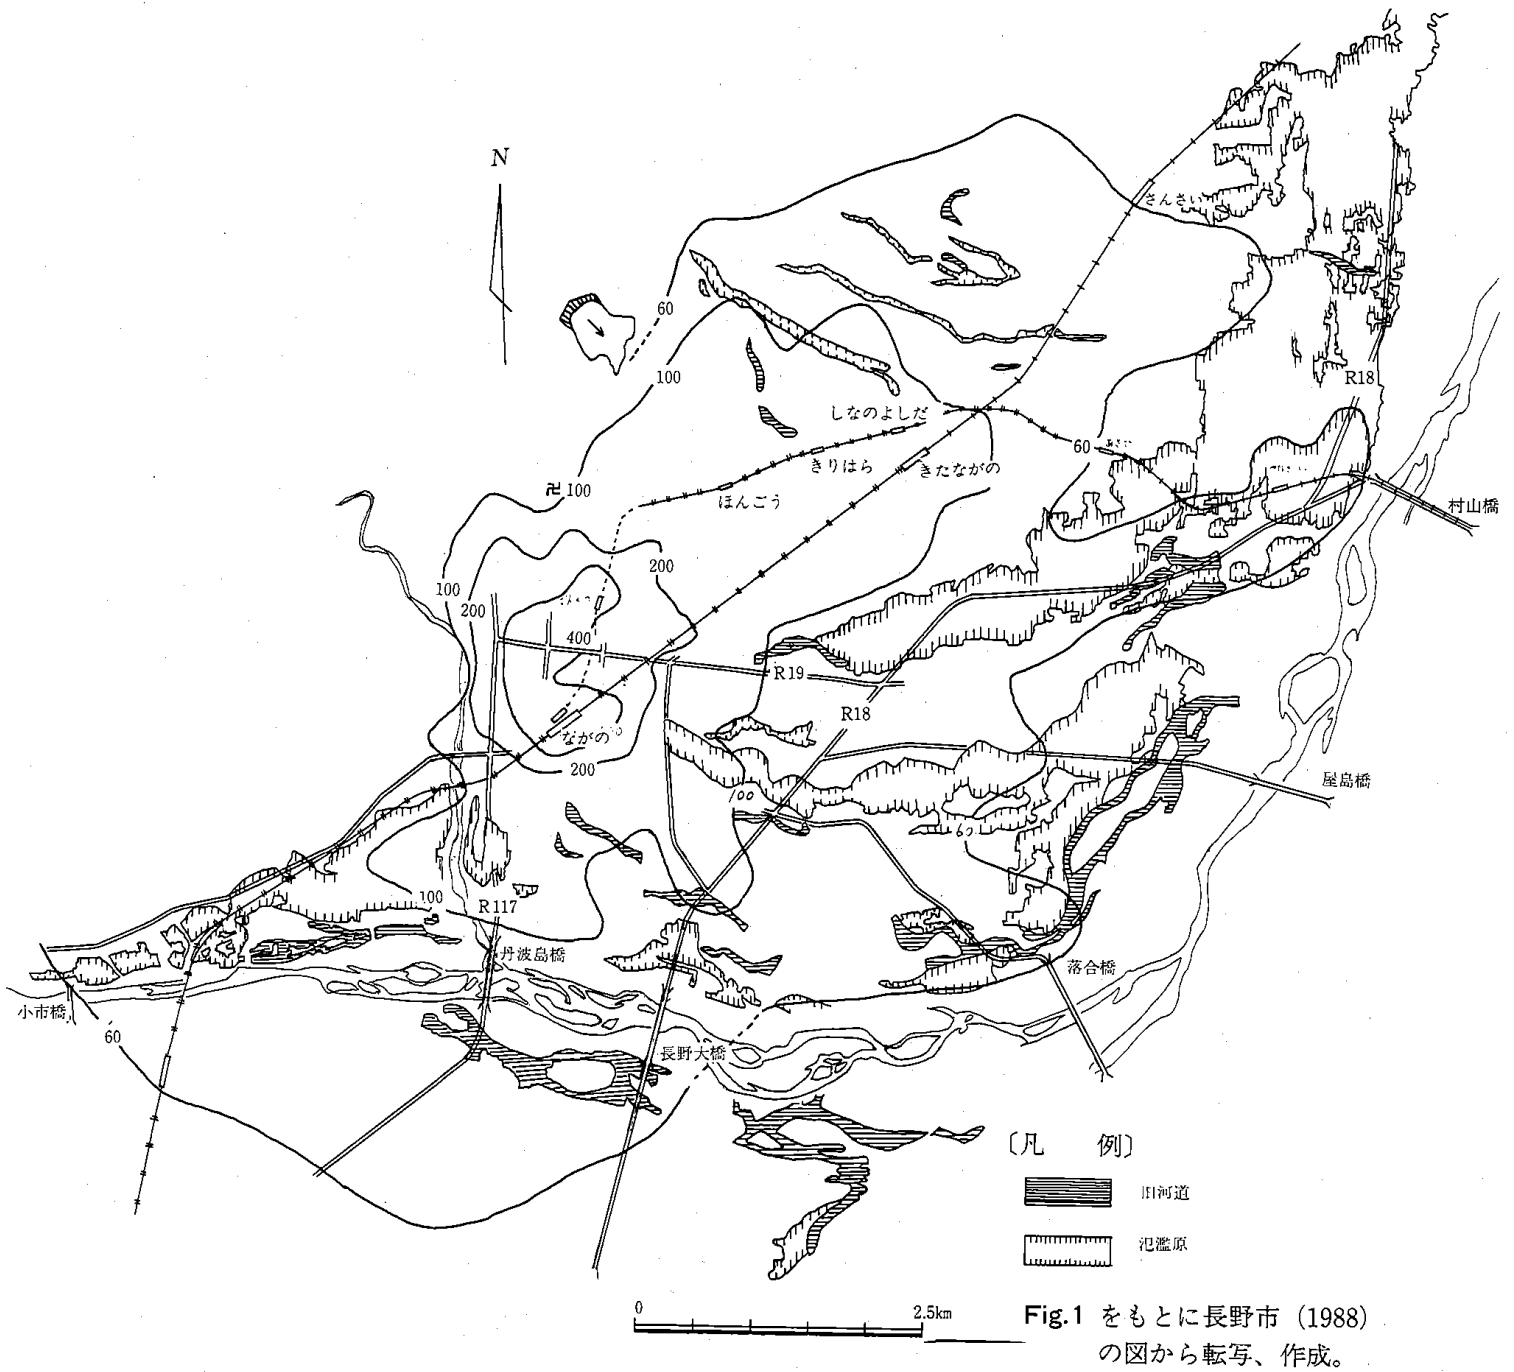 N
さんさい
60
100
R18
しなのよしだ
60
きりはら
きたながの
卍100
ほんごう
村山橋
200
100
200
400
R19
R18
ながの
200
屋島橋
100
60
100
R117
丹波島橋
落合橋
小市橋
60
長野大橋
〔凡 例〕
旧河道
氾濫原
0 2.5km
Fig.1 をもとに長野市 (1988)
の図から転写、作成。